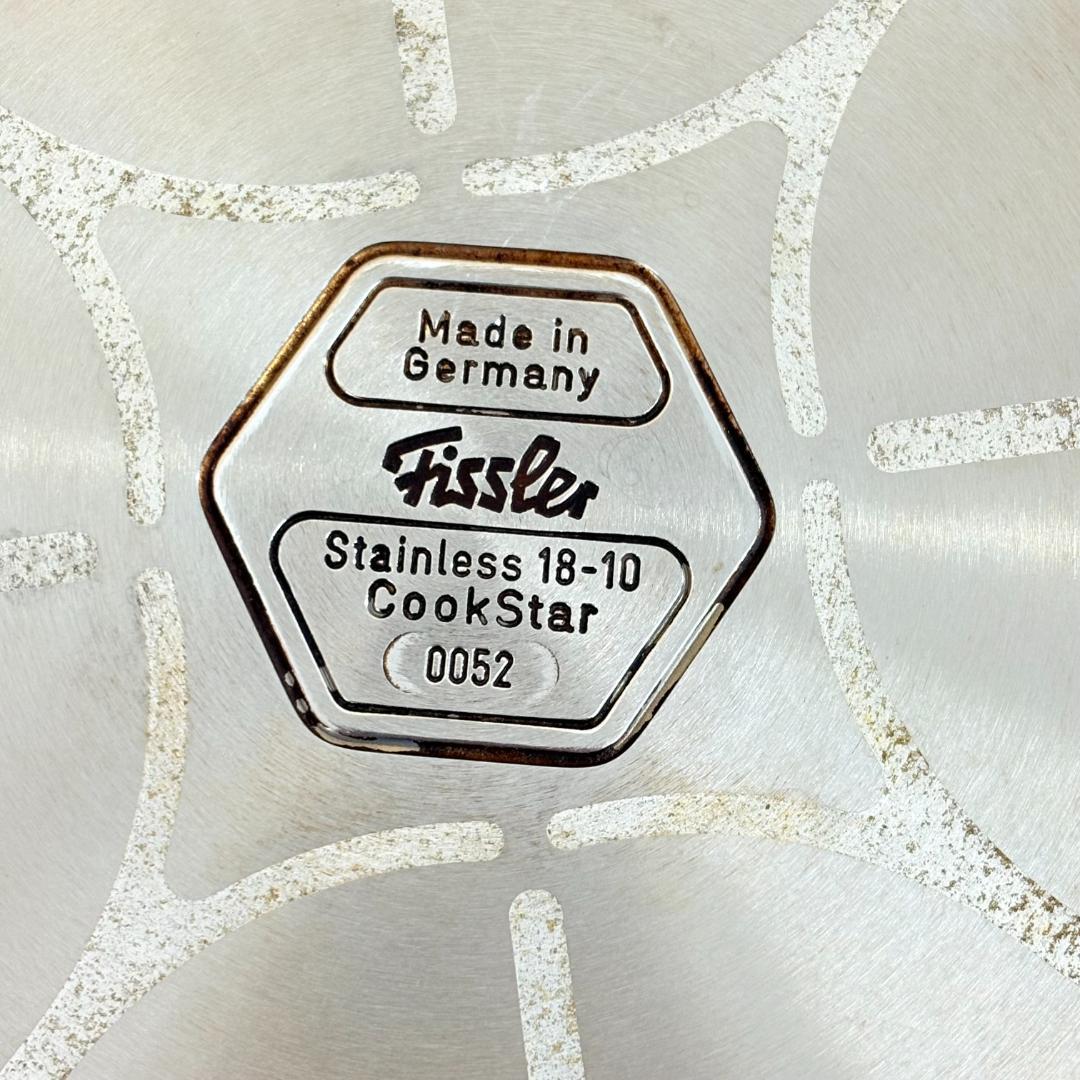 Made in
Germany
Fissler
Stainless 18-10
CookStar
0052